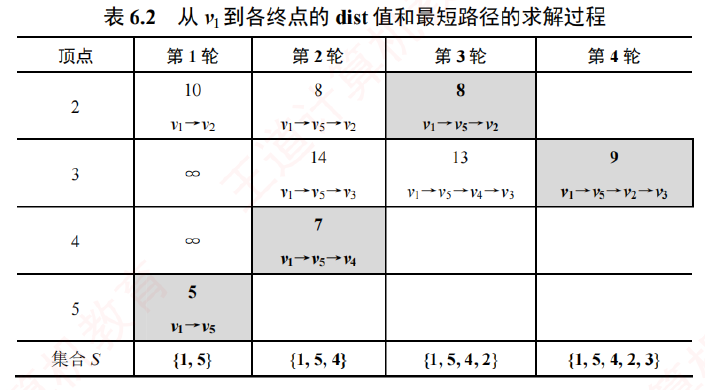 表 6.2 从 v₁到各终点的 dist 值和最短路径的求解过程
顶点 第 1 轮 第 2 轮 第 3 轮 第 4 轮
2 10 8 8
v₁→v₂ v₁→v₅→v₂ v₁→v₅→v₂
3 ∞ 14 13 9
v₁→v₅→v₃ v₁→v₅→v₄→v₃ v₁→v₅→v₂→v₃
4 ∞ 7
v₁→v₅→v₄
5 5
v₁→v₅
集合 S {1, 5} {1, 5, 4} {1, 5, 4, 2} {1, 5, 4, 2, 3}